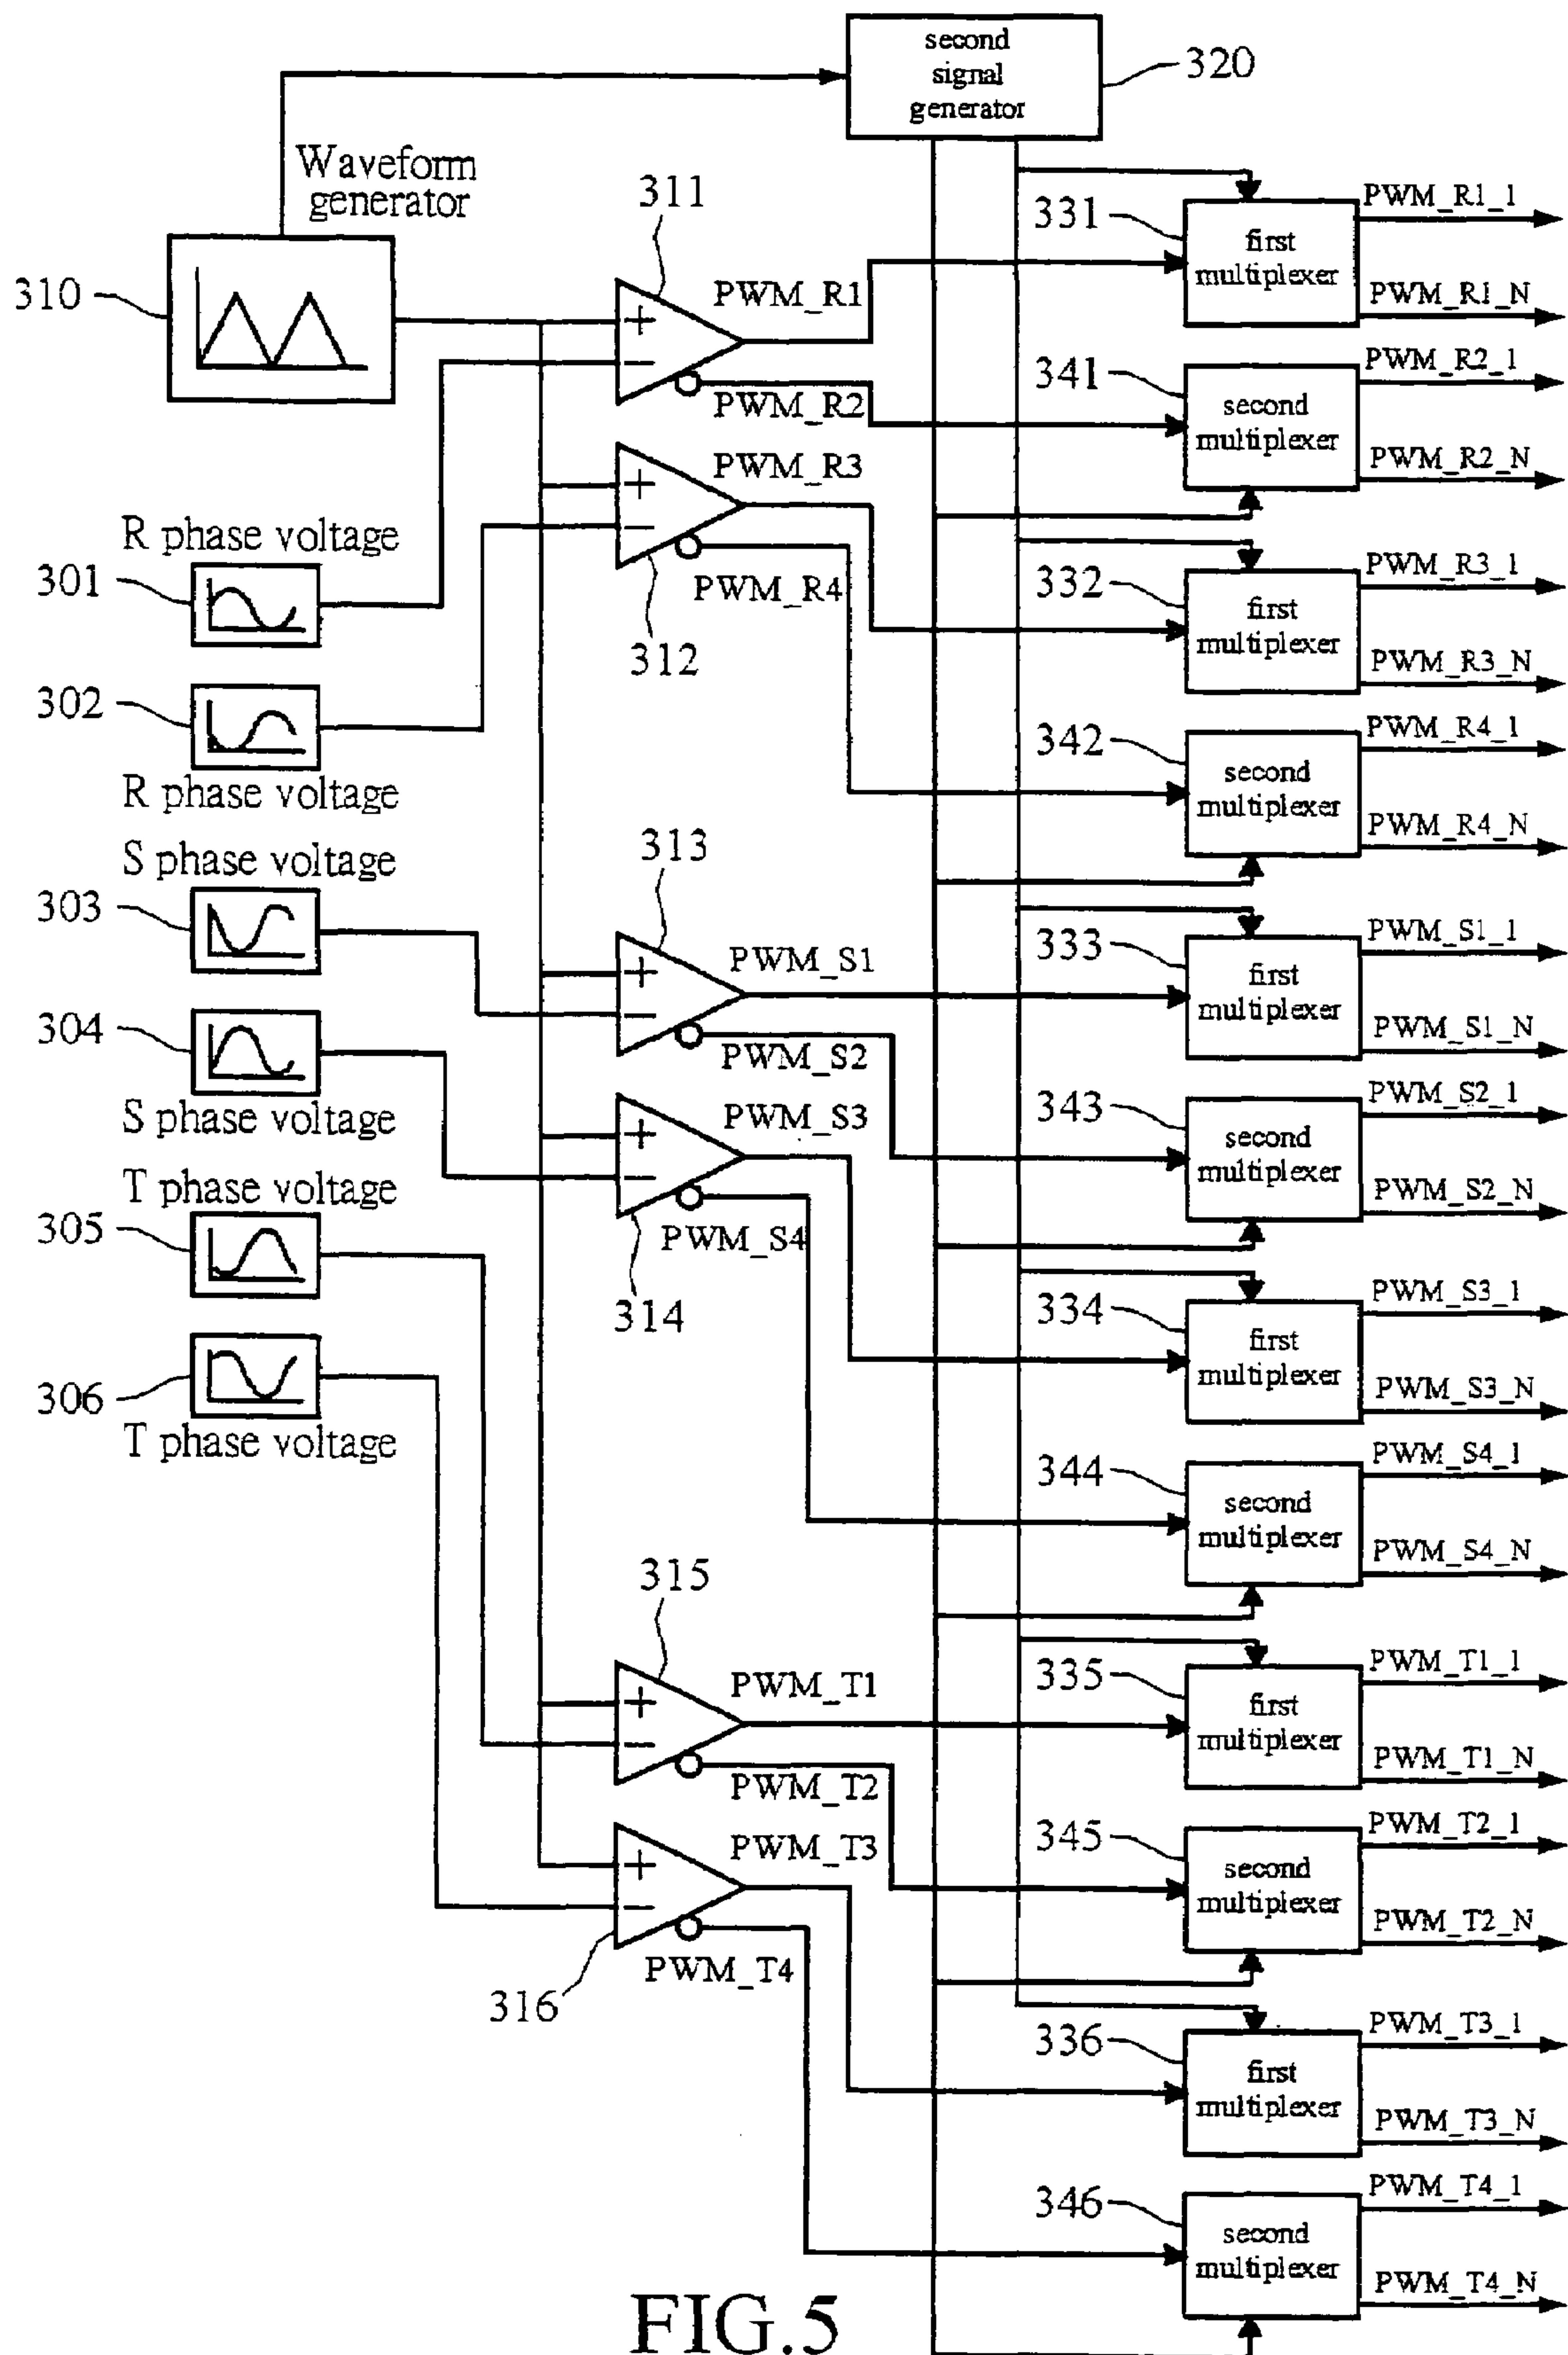 second
signal
generator
320
Waveform
generator
310
311
PWM_R1
PWM_R2
331
first
multiplexer
PWM_R1_1
PWM_R1_N
341
second
multiplexer
PWM_R2_1
PWM_R2_N
PWM_R3
PWM_R4
312
R phase voltage
301
302
R phase voltage
332
first
multiplexer
PWM_R3_1
PWM_R3_N
342
second
multiplexer
PWM_R4_1
PWM_R4_N
S phase voltage
303
304
S phase voltage
313
PWM_S1
PWM_S2
333
first
multiplexer
PWM_S1_1
PWM_S1_N
PWM_S3
PWM_S4
314
343
second
multiplexer
PWM_S2_1
PWM_S2_N
T phase voltage
305
306
T phase voltage
334
first
multiplexer
PWM_S3_1
PWM_S3_N
344
second
multiplexer
PWM_S4_1
PWM_S4_N
315
PWM_T1
PWM_T2
335
first
multiplexer
PWM_T1_1
PWM_T1_N
PWM_T3
PWM_T4
316
345
second
multiplexer
PWM_T2_1
PWM_T2_N
336
first
multiplexer
PWM_T3_1
PWM_T3_N
346
second
multiplexer
PWM_T4_1
PWM_T4_N
FIG.5